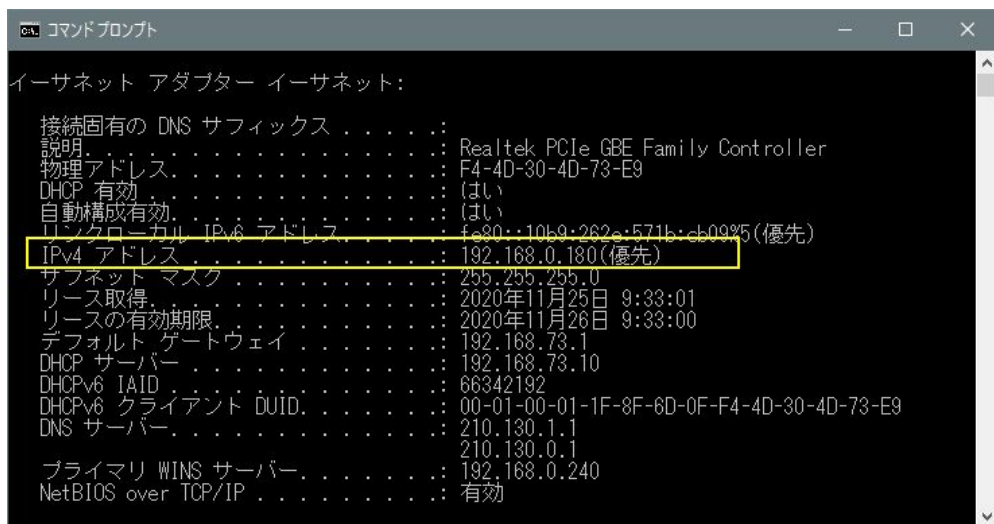 コマンド プロンプト
イーサネット アダプター イーサネット:
接続固有の DNS サフィックス . . . . .:
説明. . . . . . . . . . . . . . . . .: Realtek PCIe GBE Family Controller
物理アドレス. . . . . . . . . . . . .: F4-4D-30-4D-73-E9
DHCP 有効 . . . . . . . . . . . . . .: はい
自動構成有効. . . . . . . . . . . . .: はい
リンクローカル IPv6 アドレス. . . . .: fe80::10b9:262e:571b:cb09%5(優先)
IPv4 アドレス . . . . . . . . . . . .: 192.168.0.180(優先)
サブネット マスク . . . . . . . . . .: 255.255.255.0
リース取得. . . . . . . . . . . . . .: 2020年11月25日 9:33:01
リースの有効期限. . . . . . . . . . .: 2020年11月26日 9:33:00
デフォルト ゲートウェイ . . . . . . .: 192.168.73.1
DHCP サーバー . . . . . . . . . . . .: 192.168.73.10
DHCPv6 IAID . . . . . . . . . . . . .: 66342192
DHCPv6 クライアント DUID. . . . . . .: 00-01-00-01-1F-8F-6D-0F-F4-4D-30-4D-73-E9
DNS サーバー. . . . . . . . . . . . .: 210.130.1.1
210.130.0.1
プライマリ WINS サーバー. . . . . . .: 192.168.0.240
NetBIOS over TCP/IP . . . . . . . . .: 有効